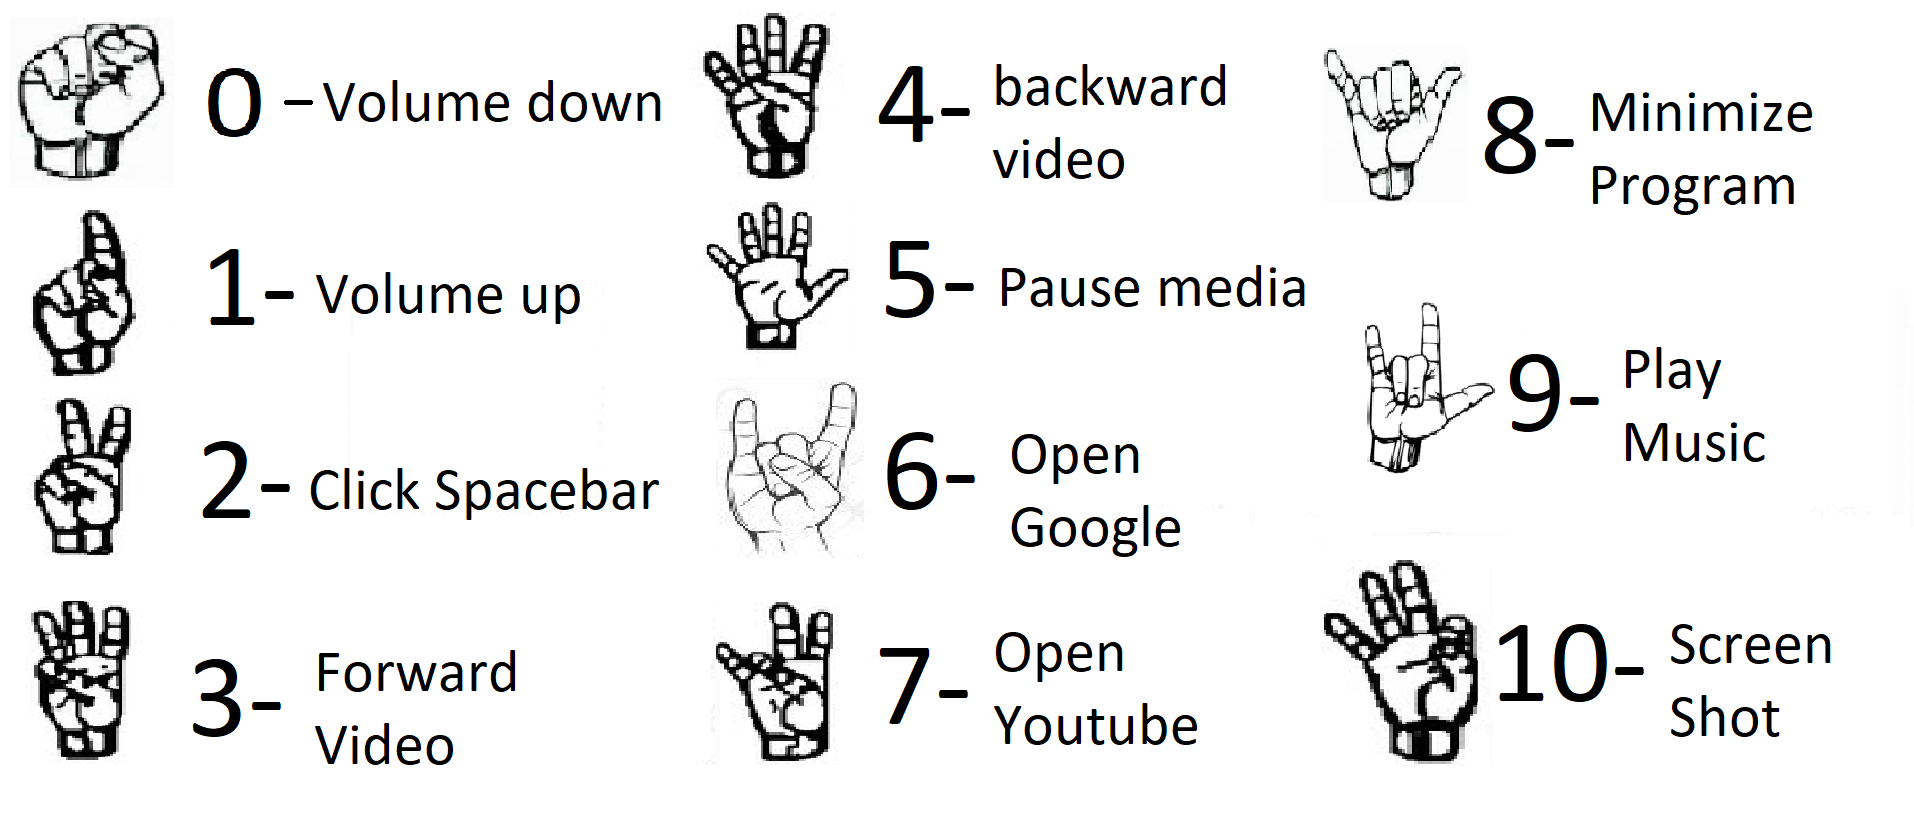 0 –Volume down
1- Volume up
2- Click Spacebar
3- Forward
Video
4- backward
video
5- Pause media
6- Open
Google
7- Open
Youtube
8- Minimize
Program
9- Play
Music
10- Screen
Shot